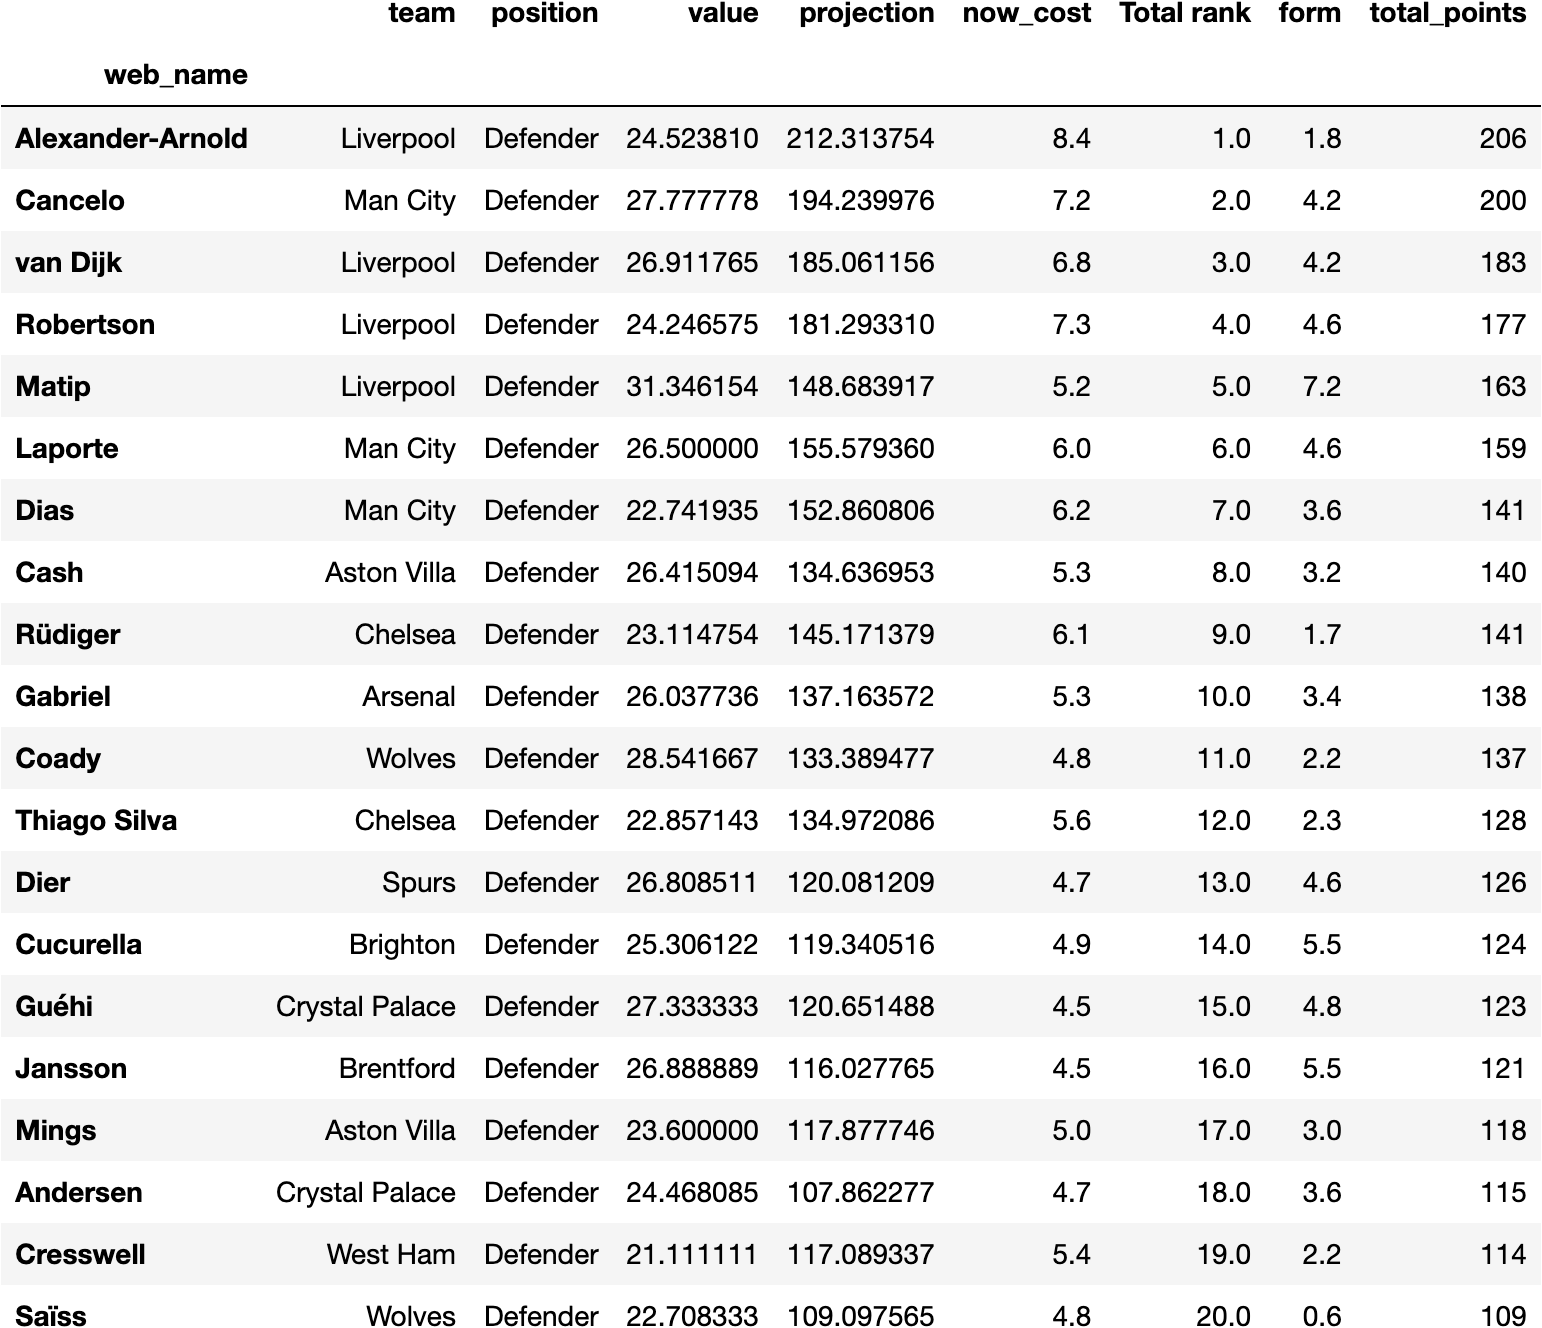 team position value projection now_cost Total rank form total_points
web_name
Alexander-Arnold Liverpool Defender 24.523810 212.313754 8.4 1.0 1.8 206
Cancelo Man City Defender 27.777778 194.239976 7.2 2.0 4.2 200
van Dijk Liverpool Defender 26.911765 185.061156 6.8 3.0 4.2 183
Robertson Liverpool Defender 24.246575 181.293310 7.3 4.0 4.6 177
Matip Liverpool Defender 31.346154 148.683917 5.2 5.0 7.2 163
Laporte Man City Defender 26.500000 155.579360 6.0 6.0 4.6 159
Dias Man City Defender 22.741935 152.860806 6.2 7.0 3.6 141
Cash Aston Villa Defender 26.415094 134.636953 5.3 8.0 3.2 140
Rüdiger Chelsea Defender 23.114754 145.171379 6.1 9.0 1.7 141
Gabriel Arsenal Defender 26.037736 137.163572 5.3 10.0 3.4 138
Coady Wolves Defender 28.541667 133.389477 4.8 11.0 2.2 137
Thiago Silva Chelsea Defender 22.857143 134.972086 5.6 12.0 2.3 128
Dier Spurs Defender 26.808511 120.081209 4.7 13.0 4.6 126
Cucurella Brighton Defender 25.306122 119.340516 4.9 14.0 5.5 124
Guéhi Crystal Palace Defender 27.333333 120.651488 4.5 15.0 4.8 123
Jansson Brentford Defender 26.888889 116.027765 4.5 16.0 5.5 121
Mings Aston Villa Defender 23.600000 117.877746 5.0 17.0 3.0 118
Andersen Crystal Palace Defender 24.468085 107.862277 4.7 18.0 3.6 115
Cresswell West Ham Defender 21.111111 117.089337 5.4 19.0 2.2 114
Saïss Wolves Defender 22.708333 109.097565 4.8 20.0 0.6 109